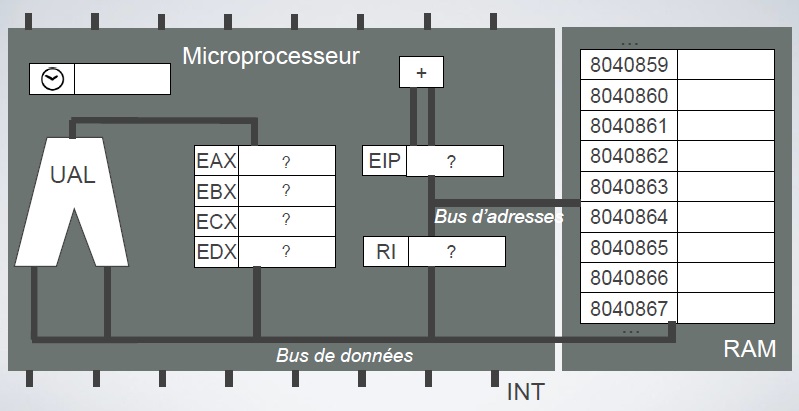 Microprocesseur
+
UAL
EAX ?
EBX ?
ECX ?
EDX ?
EIP ?
Bus d'adresses
RI ?
Bus de données
INT
...
8040859
8040860
8040861
8040862
8040863
8040864
8040865
8040866
8040867
...
RAM